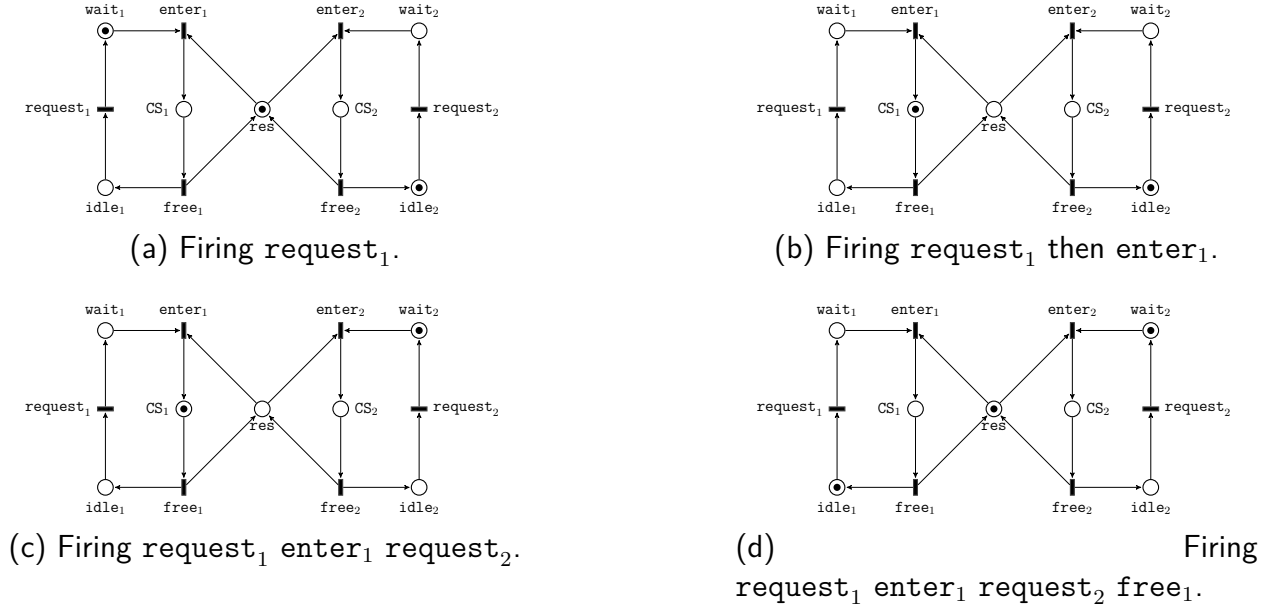 wait₁ enter₁ enter₂ wait₂
request₁ CS₁ res CS₂ request₂
idle₁ free₁ free₂ idle₂
(a) Firing request₁.
wait₁ enter₁ enter₂ wait₂
request₁ CS₁ res CS₂ request₂
idle₁ free₁ free₂ idle₂
(b) Firing request₁ then enter₁.
wait₁ enter₁ enter₂ wait₂
request₁ CS₁ res CS₂ request₂
idle₁ free₁ free₂ idle₂
(c) Firing request₁ enter₁ request₂.
wait₁ enter₁ enter₂ wait₂
request₁ CS₁ res CS₂ request₂
idle₁ free₁ free₂ idle₂
(d) Firing
request₁ enter₁ request₂ free₁.